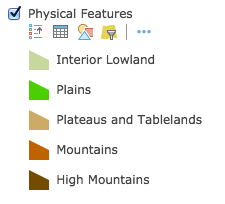 Physical Features
Interior Lowland
Plains
Plateaus and Tablelands
Mountains
High Mountains